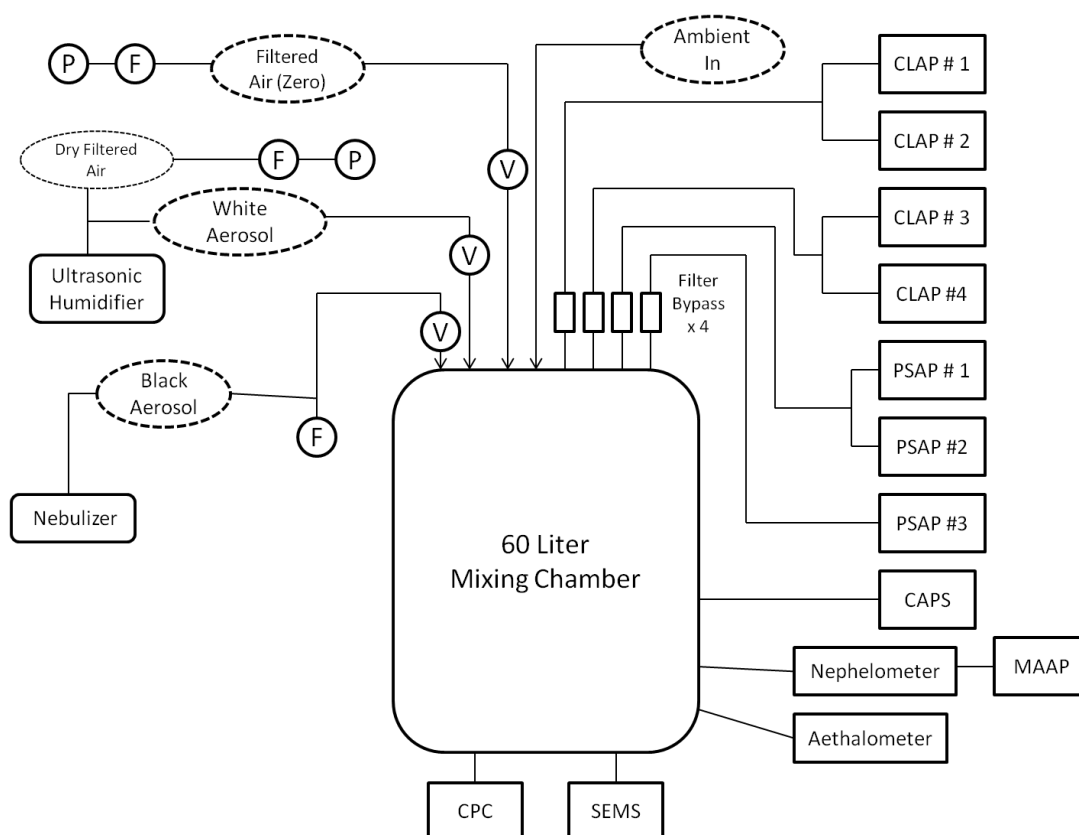 P
F
Filtered
Air (Zero)
Ambient
In
CLAP # 1
CLAP # 2
Dry Filtered
Air
F
P
V
White
Aerosol
CLAP # 3
V
Ultrasonic
Humidifier
Filter
Bypass
x 4
CLAP #4
V
Black
Aerosol
F
PSAP # 1
PSAP #2
Nebulizer
PSAP #3
60 Liter
Mixing Chamber
CAPS
Nephelometer
MAAP
Aethalometer
CPC
SEMS